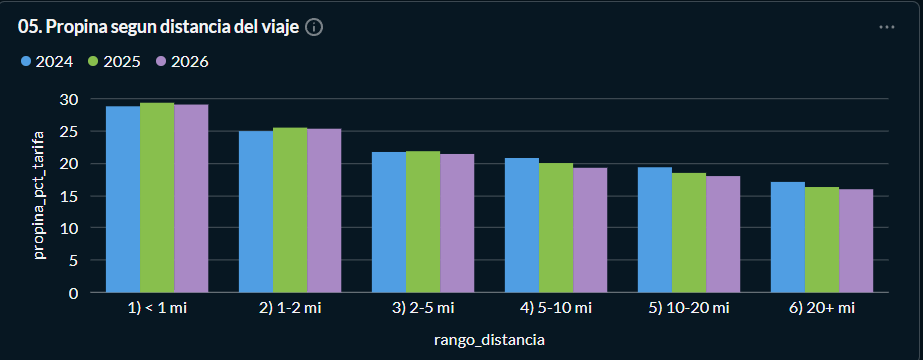 05. Propina segun distancia del viaje
2024 2025 2026
propina_pct_tarifa
30
25
20
15
10
5
0
1) < 1 mi 2) 1-2 mi 3) 2-5 mi 4) 5-10 mi 5) 10-20 mi 6) 20+ mi
rango_distancia